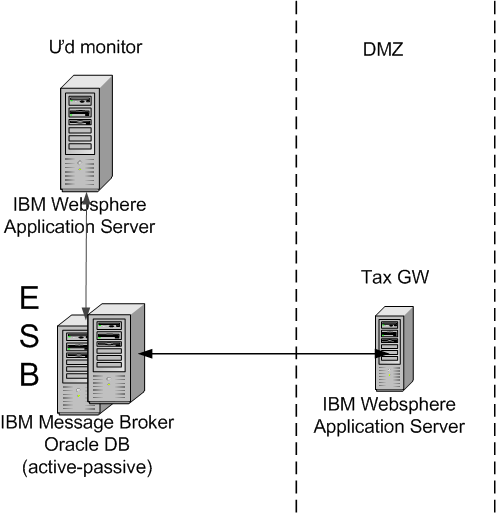 U'd monitor
DMZ
IBM Websphere
Application Server
Tax GW
E
S
B
IBM Websphere
Application Server
IBM Message Broker
Oracle DB
(active-passive)